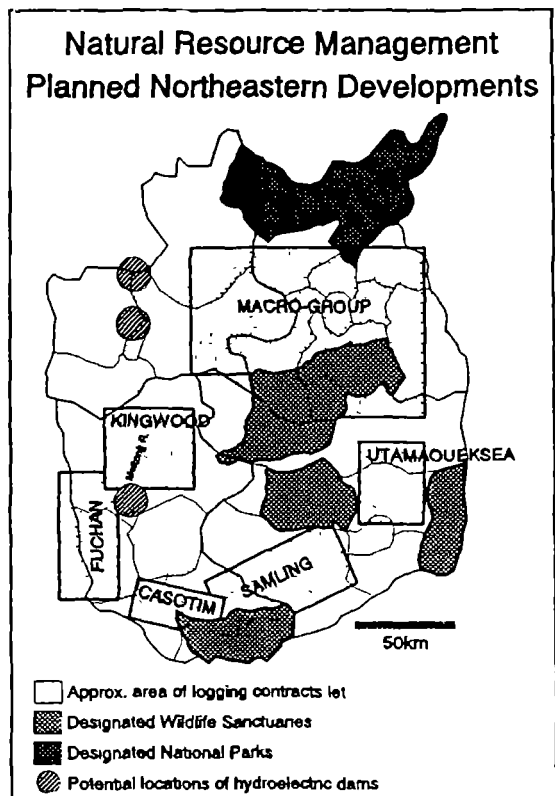 Natural Resource Management
Planned Northeastern Developments
MACRO-GROUP
KINGWOOD
UTAMAOUEKSEA
FUCHAN
SAMLING
CASOTIM
50km
Approx. area of logging contracts let
Designated Wildlife Sanctuaries
Designated National Parks
Potential locations of hydroelectric dams